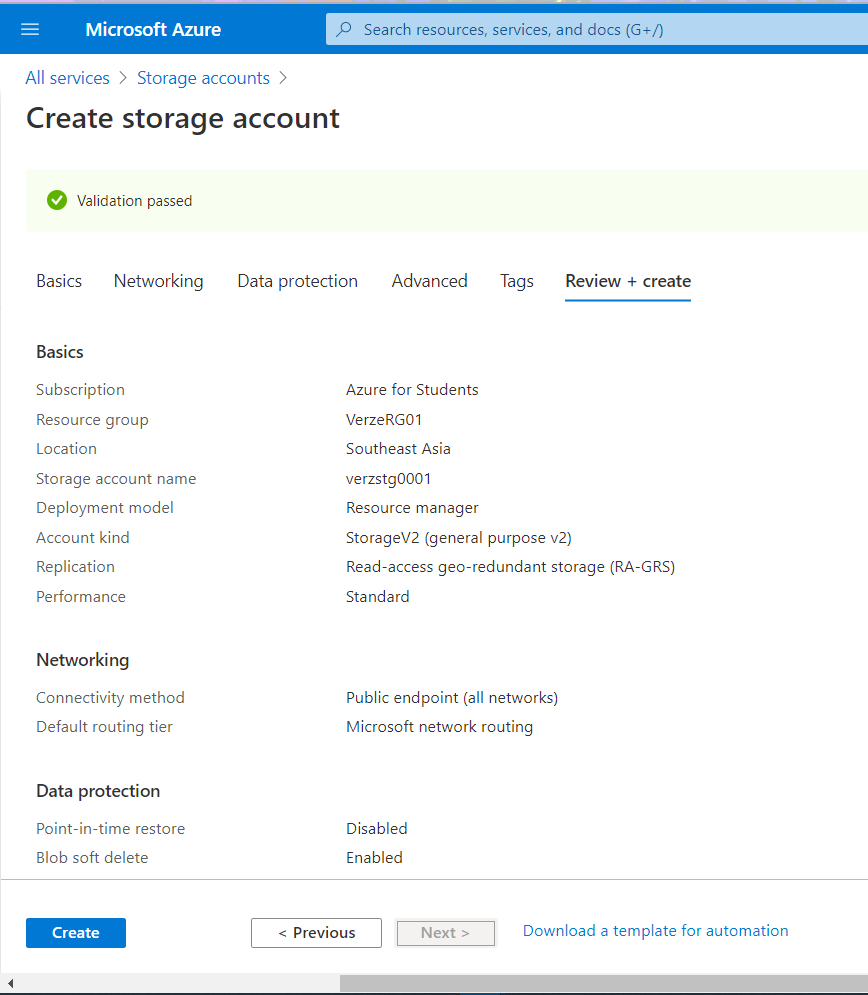 Microsoft Azure
Search resources, services, and docs (G+/)
All services > Storage accounts >
Create storage account
Validation passed
Basics Networking Data protection Advanced Tags Review + create
Basics
Subscription Azure for Students
Resource group VerzeRG01
Location Southeast Asia
Storage account name verzstg0001
Deployment model Resource manager
Account kind StorageV2 (general purpose v2)
Replication Read-access geo-redundant storage (RA-GRS)
Performance Standard
Networking
Connectivity method Public endpoint (all networks)
Default routing tier Microsoft network routing
Data protection
Point-in-time restore Disabled
Blob soft delete Enabled
Create < Previous Next > Download a template for automation